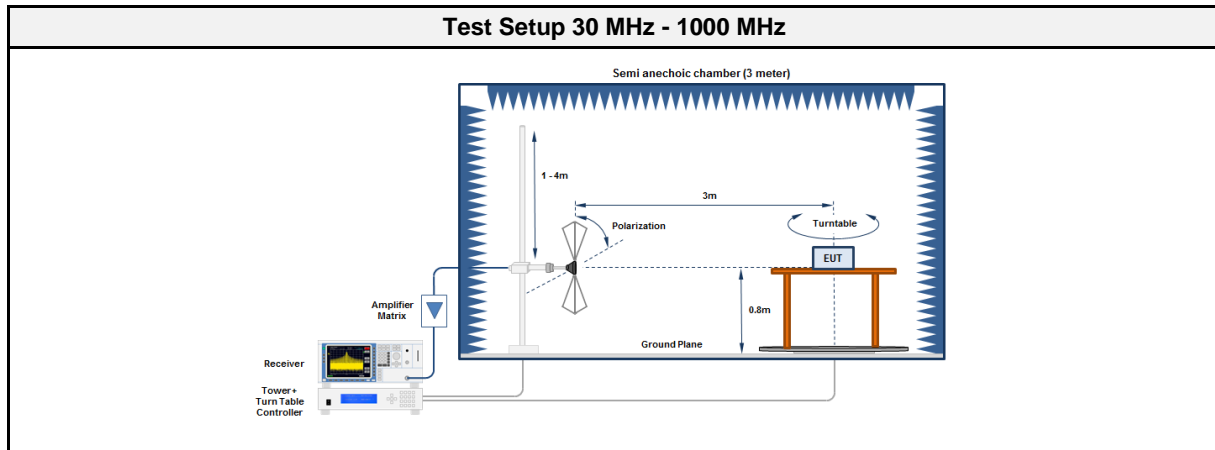 Test Setup 30 MHz - 1000 MHz
Semi anechoic chamber (3 meter)
1 - 4m
3m
Polarization
Turntable
EUT
Amplifier
Matrix
0.8m
Ground Plane
Receiver
Tower+
Turn Table
Controller